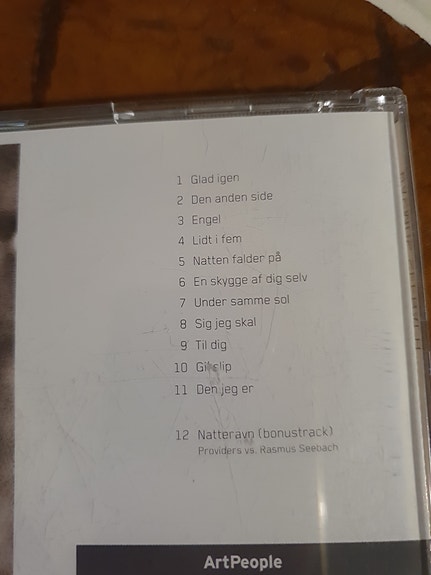 1 Glad igen
2 Den anden side
3 Engel
4 Lidt i fem
5 Natten falder på
6 En skygge af dig selv
7 Under samme sol
8 Sig jeg skal
9 Til dig
10 Gi' slip
11 Den jeg er
12 Natteravn (bonustrack)
Providers vs. Rasmus Seebach
ArtPeople